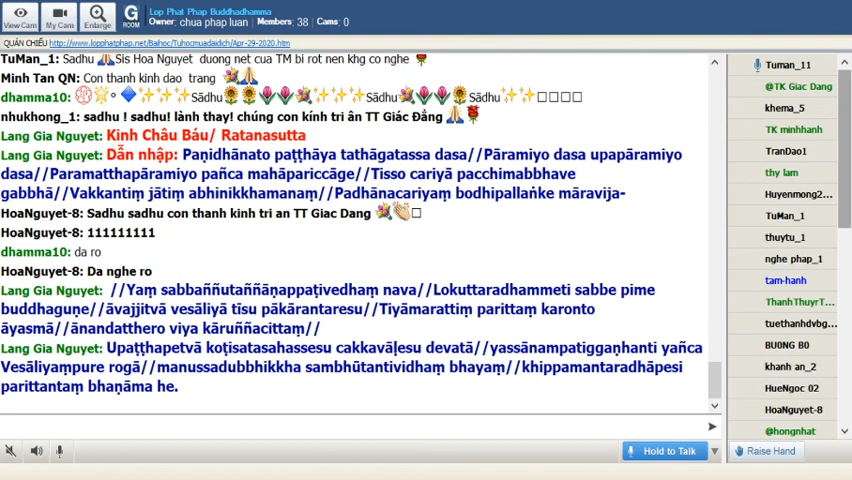 Lop Phat Phap Buddhadhamma
Owner: chua phap luan Members: 38 Cams: 0
View Cam My Cam Enlarge G ROOM
QUÁN CHIẾU http://www.lopphatphap.net/Baihoc/Tuhocmuadaidich/Apr-29-2020.htm
TuMan_1: Sadhu 🙏Sis Hoa Nguyet duong net cua TM bi rot nen khg co nghe 🌹
Minh Tan QN: Con thanh kinh dao trang 💐🙏
dhamma10: Sādhu Sādhu Sādhu
nhukhong_1: sadhu ! sadhu! lành thay! chúng con kính tri ân TT Giác Đẳng 🙏🌹
Lang Gia Nguyet: Kinh Châu Báu/ Ratanasutta
Lang Gia Nguyet: Dẫn nhập: Paṇidhānato paṭṭhāya tathāgatassa dasa//Pāramiyo dasa upapāramiyo
dasa//Paramatthapāramiyo pañca mahāpariccāge//Tisso cariyā pacchimabbhave
gabbhā//Vakkantiṃ jātiṃ abhinikkhamanaṃ//Padhānacariyaṃ bodhipallaṅke māravija-
HoaNguyet-8: Sadhu sadhu con thanh kinh tri an TT Giac Dang 💐👏
HoaNguyet-8: 111111111
dhamma10: da ro
HoaNguyet-8: Da nghe ro
Lang Gia Nguyet: //Yaṃ sabbaññutaññāṇappaṭivedhaṃ nava//Lokuttaradhammeti sabbe pime
buddhaguṇe//āvajjitvā vesāliyā tīsu pākārantaresu//Tiyāmarattiṃ parittaṃ karonto
āyasmā//ānandatthero viya kāruññacittaṃ//
Lang Gia Nguyet: Upaṭṭhapetvā koṭisatasahassesu cakkavāḷesu devatā//yassānampatiggaṇhanti yañca
Vesāliyaṃpure rogā//manussadubbhikkha sambhūtantividhaṃ bhayaṃ//khippamantaradhāpesi
parittantaṃ bhaṇāma he.
Tuman_11
@TK Giac Dang
khema_5
TK minhhanh
TranDao1
thy lam
Huyenmong2...
TuMan_1
thuytu_1
nghe phap_1
tam-hanh
ThanhThuyrT...
tuethanhdvbg...
BU0NG B0
khanh an_2
HueNgoc 02
HoaNguyet-8
@hongnhat
Hold to Talk
Raise Hand